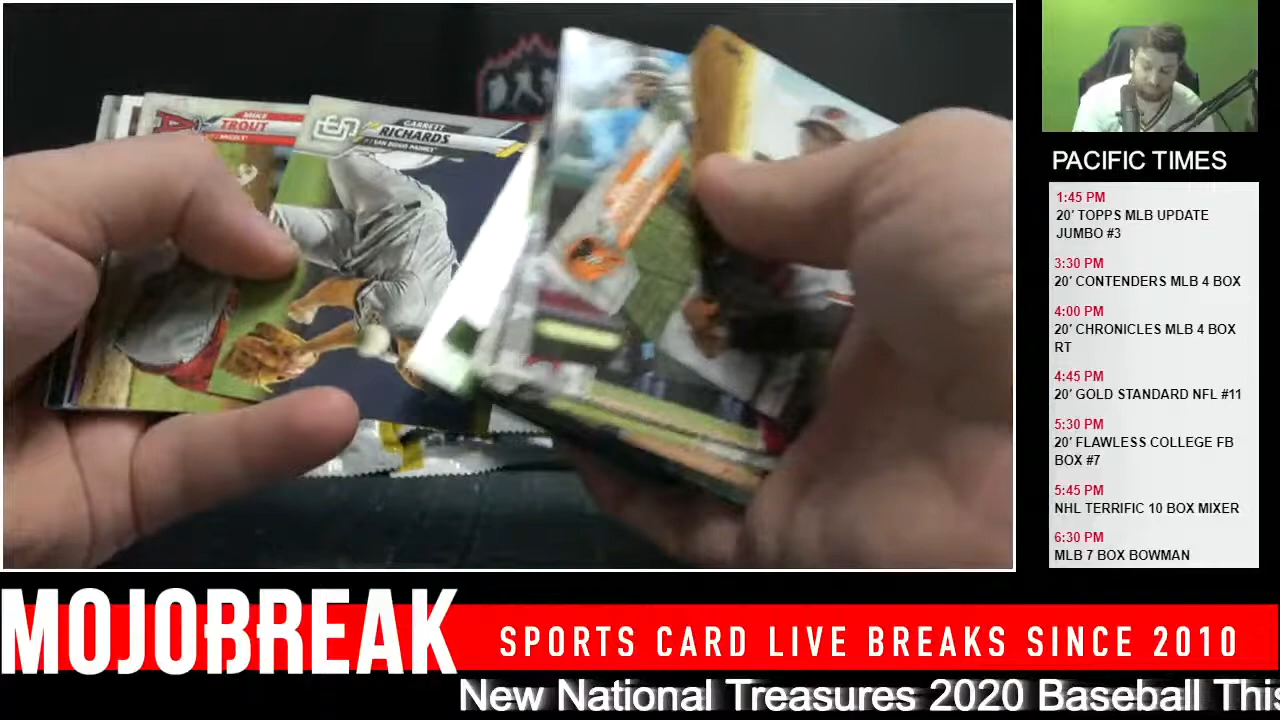 MIKE
TROUT
ANGELS
GARRETT
RICHARDS
SAN DIEGO PADRES
PACIFIC TIMES
1:45 PM
20' TOPPS MLB UPDATE
JUMBO #3
3:30 PM
20' CONTENDERS MLB 4 BOX
4:00 PM
20' CHRONICLES MLB 4 BOX
RT
4:45 PM
20' GOLD STANDARD NFL #11
5:30 PM
20' FLAWLESS COLLEGE FB
BOX #7
5:45 PM
NHL TERRIFIC 10 BOX MIXER
6:30 PM
MLB 7 BOX BOWMAN
MOJOBREAK
SPORTS CARD LIVE BREAKS SINCE 2010
New National Treasures 2020 Baseball This